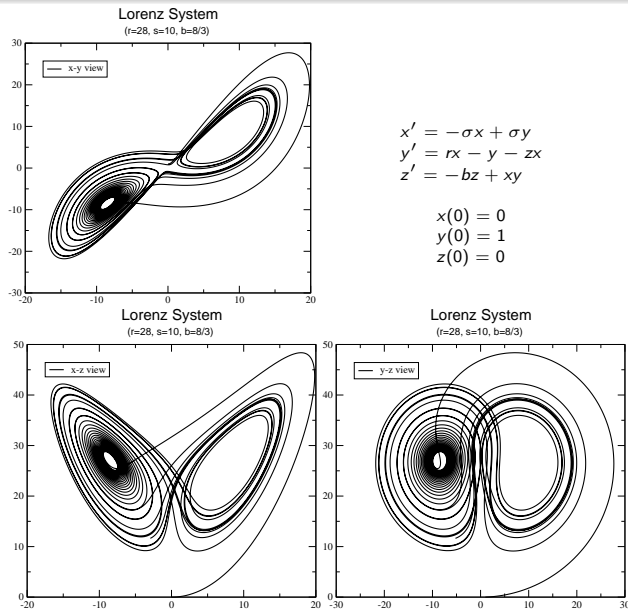 Lorenz System
(r=28, s=10, b=8/3)
30
x-y view
20
10
0
-10
-20
-30
-20 -10 0 10 20
x′ = −σx + σy
y′ = rx − y − zx
z′ = −bz + xy
x(0) = 0
y(0) = 1
z(0) = 0
Lorenz System
(r=28, s=10, b=8/3)
50
x-z view
40
30
20
10
0
-20 -10 0 10 20
Lorenz System
(r=28, s=10, b=8/3)
50
y-z view
40
30
20
10
0
-30 -20 -10 0 10 20 30